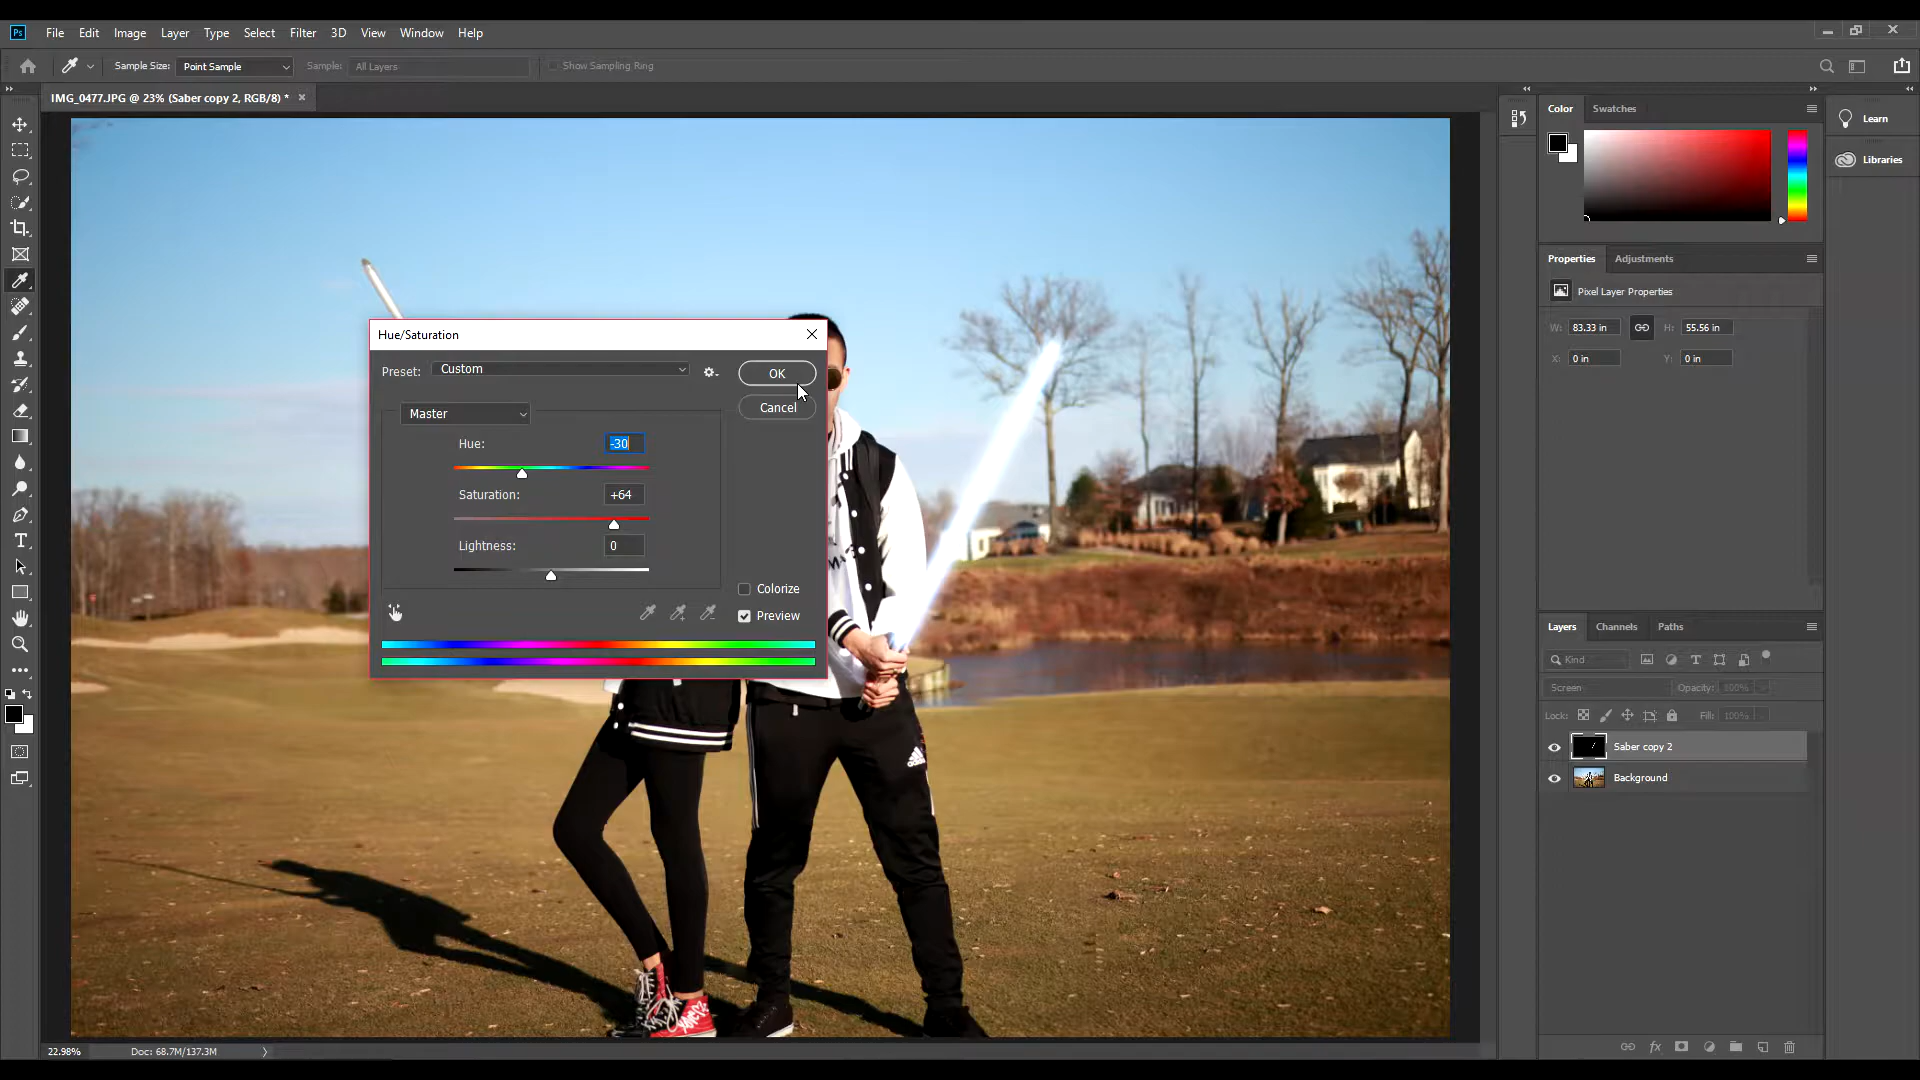 Ps File Edit Image Layer Type Select Filter 3D View Window Help
Sample Size: Point Sample Sample: All Layers Show Sampling Ring
IMG_0477.JPG @ 23% (Saber copy 2, RGB/8) *
Color Swatches
Learn
Libraries
Properties Adjustments
Pixel Layer Properties
W: 83.33 in H: 55.56 in
X: 0 in Y: 0 in
Hue/Saturation
Preset: Custom
OK
Cancel
Master
Hue: -30
Saturation: +64
Lightness: 0
Colorize
Preview
adidas
Layers Channels Paths
Kind
Screen Opacity: 100%
Lock: Fill: 100%
Saber copy 2
Background
22.98% Doc: 68.7M/137.3M